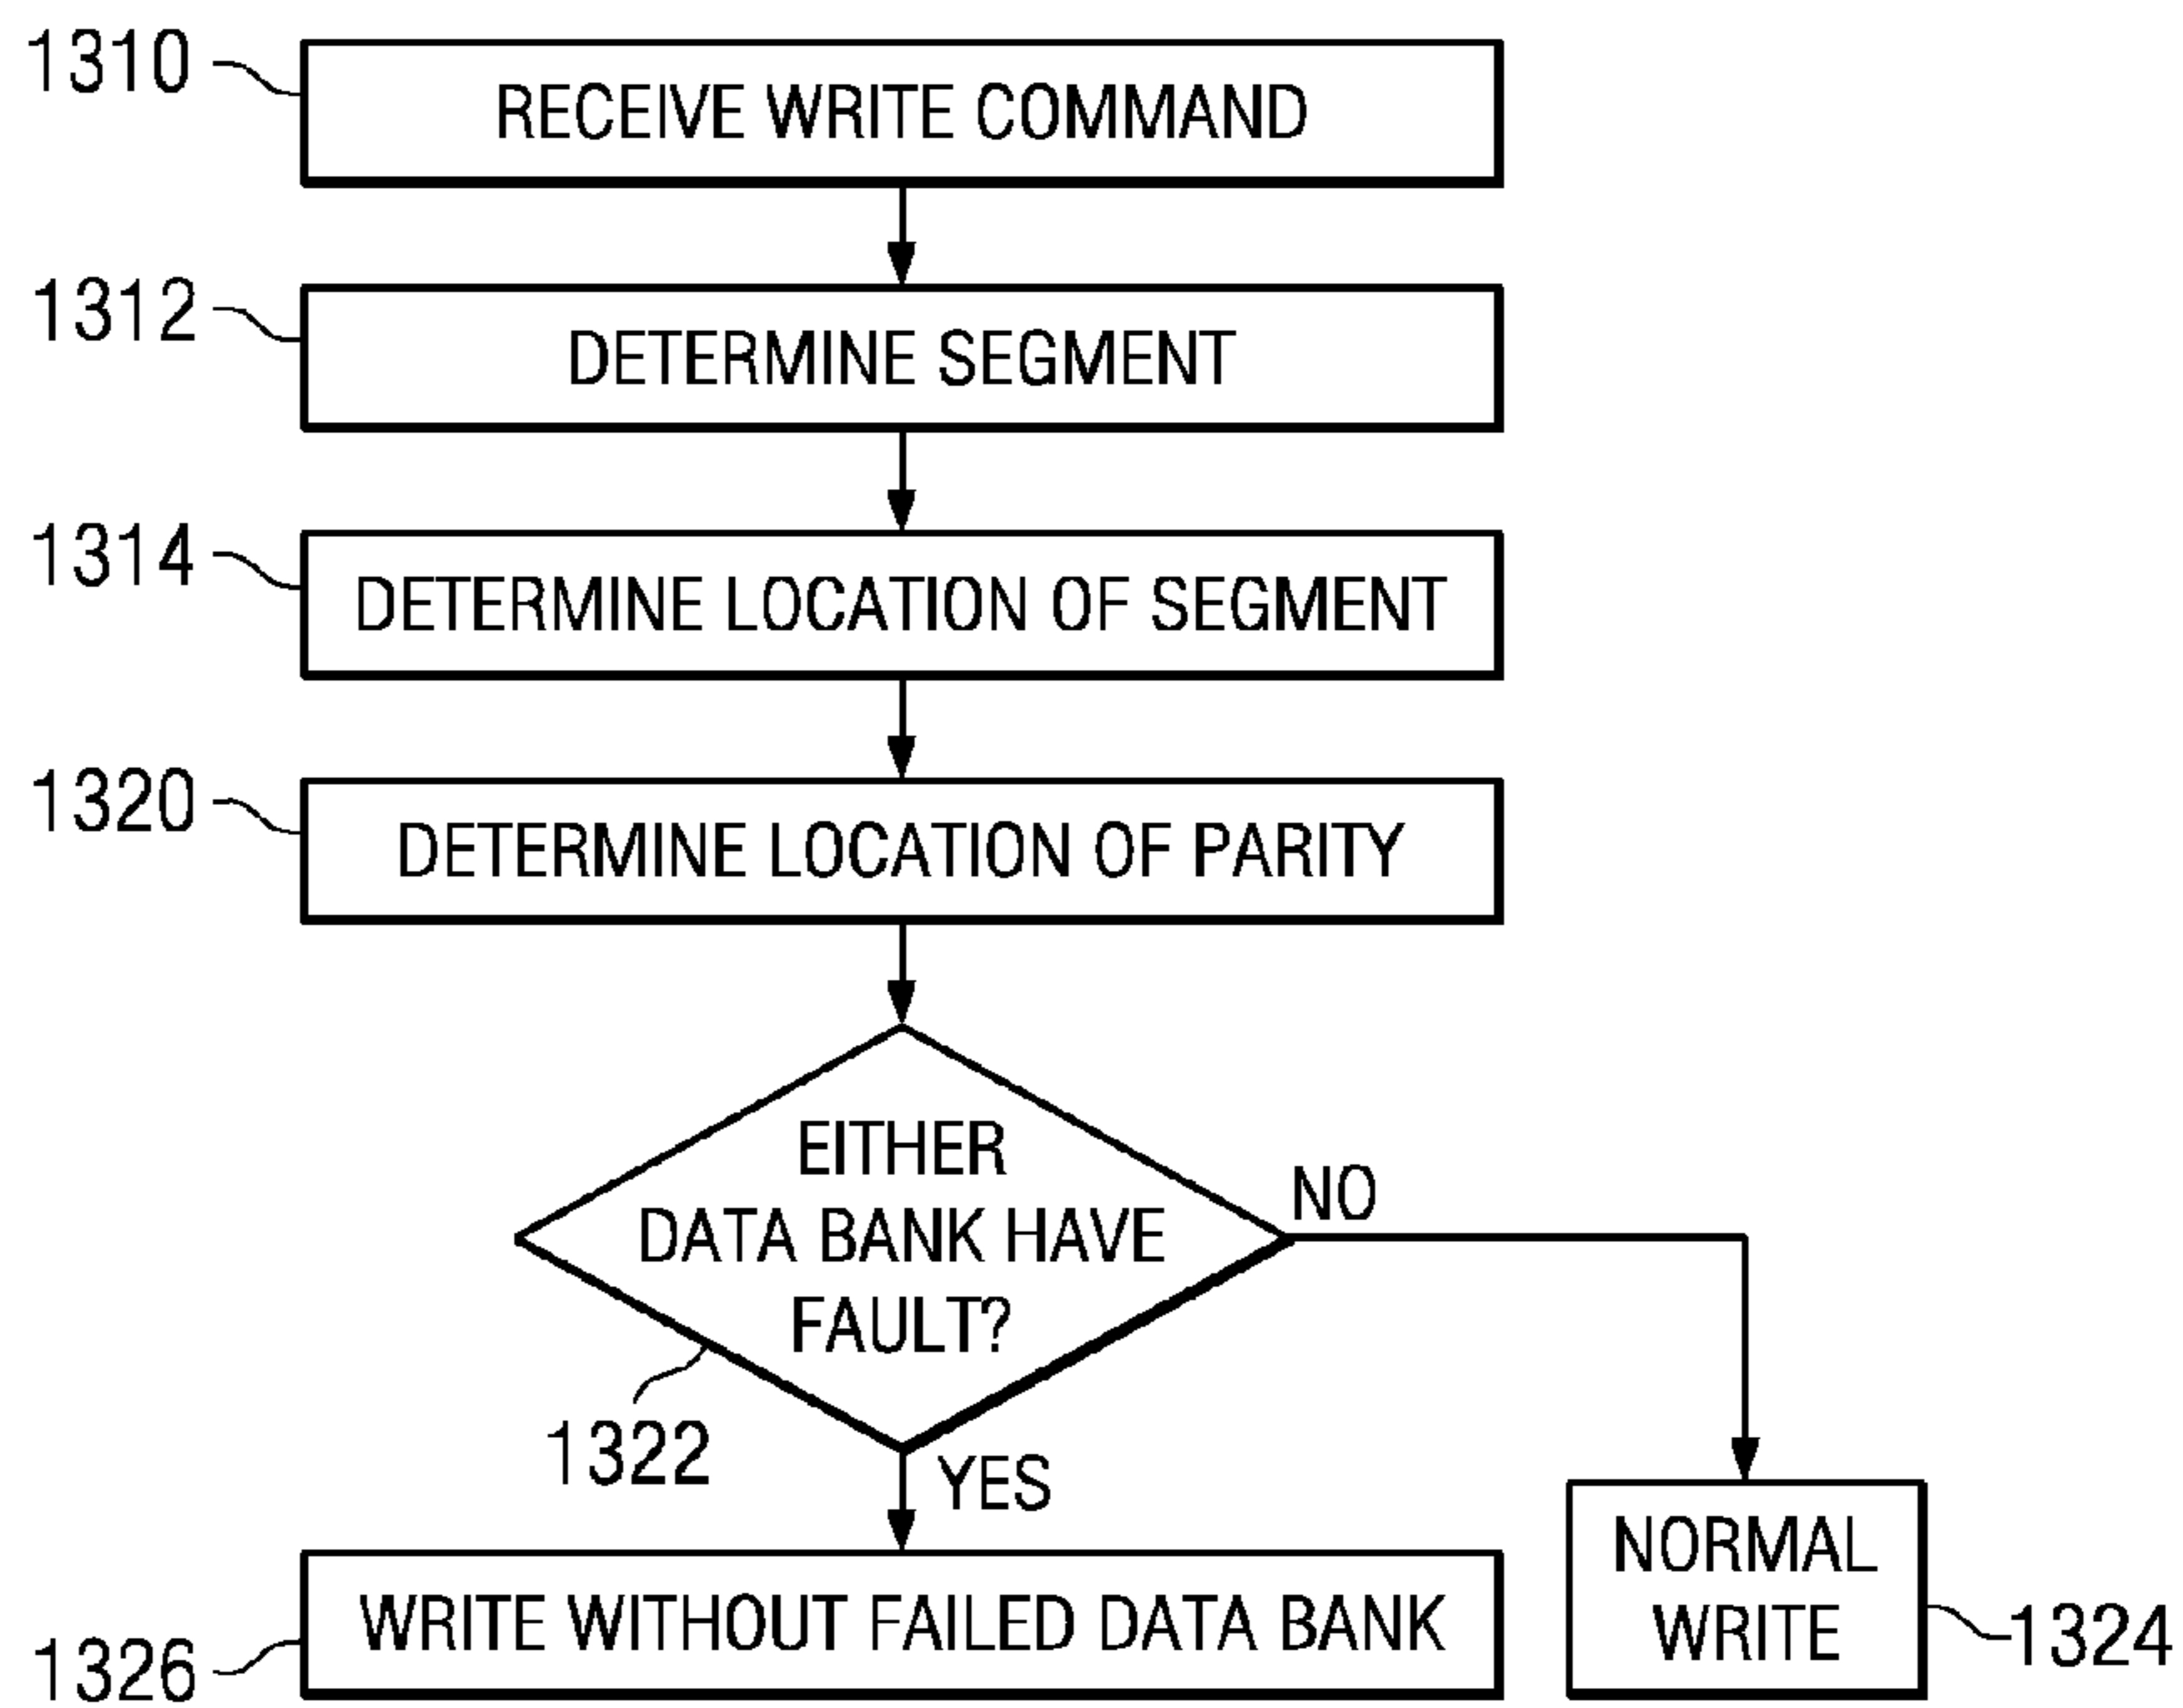 1310
RECEIVE WRITE COMMAND
1312
DETERMINE SEGMENT
1314
DETERMINE LOCATION OF SEGMENT
1320
DETERMINE LOCATION OF PARITY
EITHER
DATA BANK HAVE
FAULT?
NO
1322
YES
NORMAL
WRITE
1324
1326
WRITE WITHOUT FAILED DATA BANK